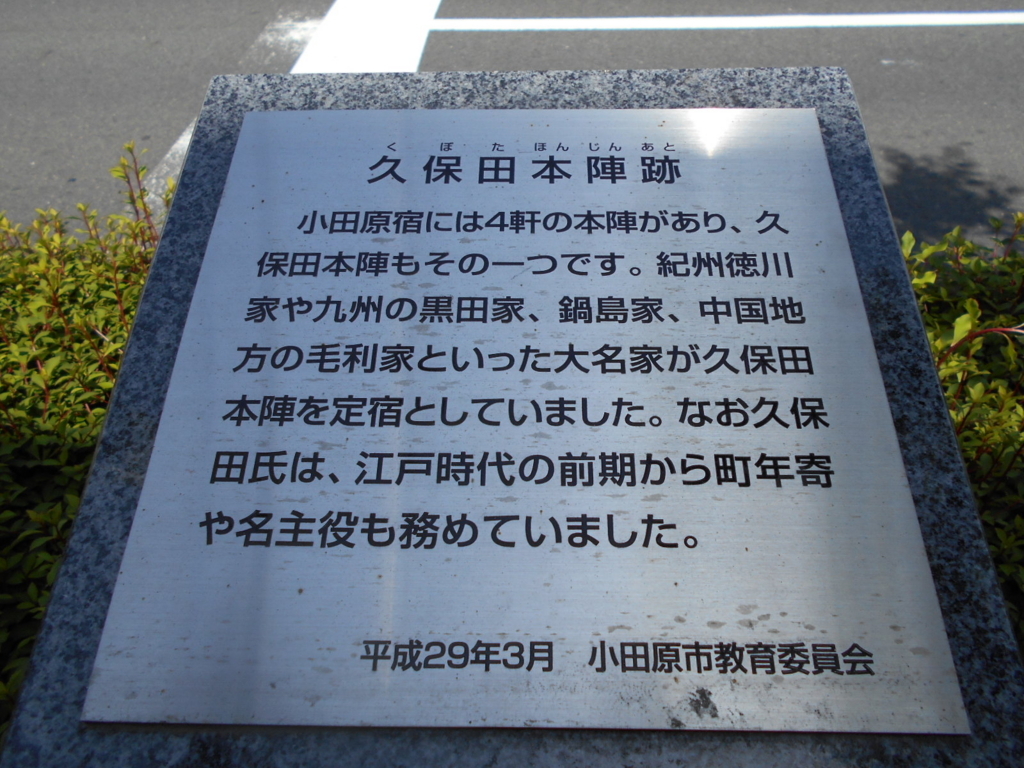 くぼた ほんじんあと
久保田本陣跡
小田原宿には4軒の本陣があり、久
保田本陣もその一つです。紀州徳川
家や九州の黒田家、鍋島家、中国地
方の毛利家といった大名家が久保田
本陣を定宿としていました。なお久保
田氏は、江戸時代の前期から町年寄
や名主役も務めていました。
平成29年3月 小田原市教育委員会